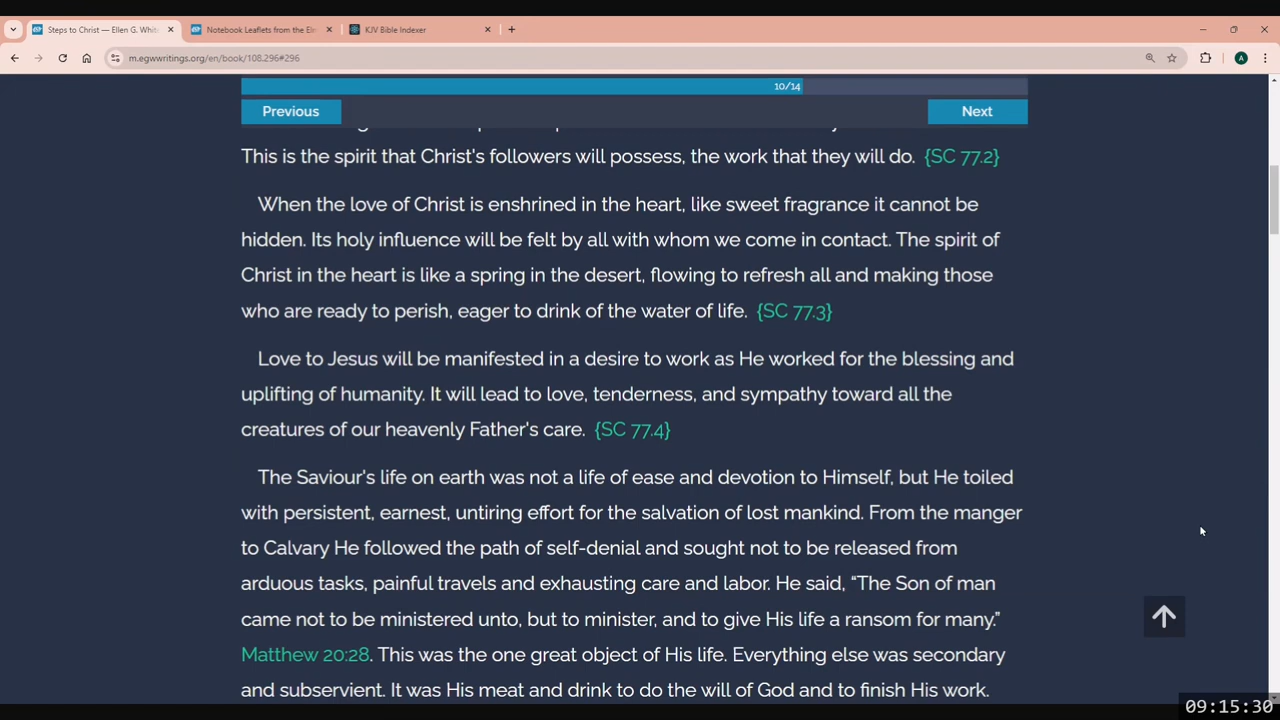 Steps to Christ — Ellen G. Whit
Notebook Leaflets from the El
KJV Bible Indexer
m.egwwritings.org/en/book/108.296#296
A
10/14
Previous
Next
This is the spirit that Christ's followers will possess, the work that they will do. {SC 77.2}
When the love of Christ is enshrined in the heart, like sweet fragrance it cannot be
hidden. Its holy influence will be felt by all with whom we come in contact. The spirit of
Christ in the heart is like a spring in the desert, flowing to refresh all and making those
who are ready to perish, eager to drink of the water of life. {SC 77.3}
Love to Jesus will be manifested in a desire to work as He worked for the blessing and
uplifting of humanity. It will lead to love, tenderness, and sympathy toward all the
creatures of our heavenly Father's care. {SC 77.4}
The Saviour's life on earth was not a life of ease and devotion to Himself, but He toiled
with persistent, earnest, untiring effort for the salvation of lost mankind. From the manger
to Calvary He followed the path of self-denial and sought not to be released from
arduous tasks, painful travels and exhausting care and labor. He said, “The Son of man
came not to be ministered unto, but to minister, and to give His life a ransom for many.”
Matthew 20:28. This was the one great object of His life. Everything else was secondary
and subservient. It was His meat and drink to do the will of God and to finish His work.
09:15:30